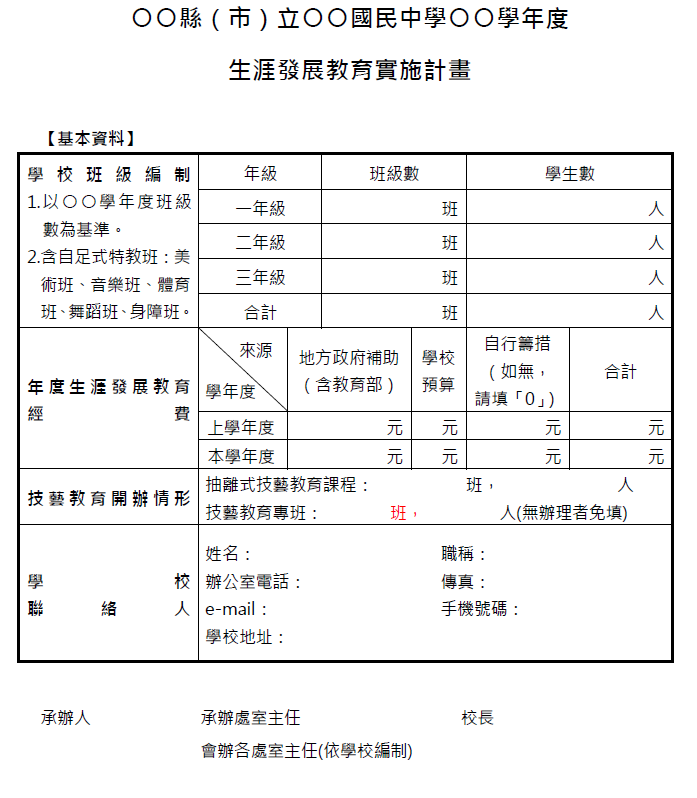 〇〇縣（市）立〇〇國民中學〇〇學年度
生涯發展教育實施計畫
【基本資料】
學校班級編制
1.以〇〇學年度班級
數為基準。
2.含自足式特教班：美
術班、音樂班、體育
班、舞蹈班、身障班。
年級 班級數 學生數
一年級 班 人
二年級 班 人
三年級 班 人
合計 班 人
年度生涯發展教育
經費
來源
學年度
地方政府補助
（含教育部）
學校
預算
自行籌措
（如無，
請填「0」）
合計
上學年度 元 元 元 元
本學年度 元 元 元 元
技藝教育開辦情形
抽離式技藝教育課程： 班， 人
技藝教育專班： 班， 人(無辦理者免填)
學校
聯絡人
姓名： 職稱：
辦公室電話： 傳真：
e-mail： 手機號碼：
學校地址：
承辦人 承辦處室主任 校長
會辦各處室主任(依學校編制)